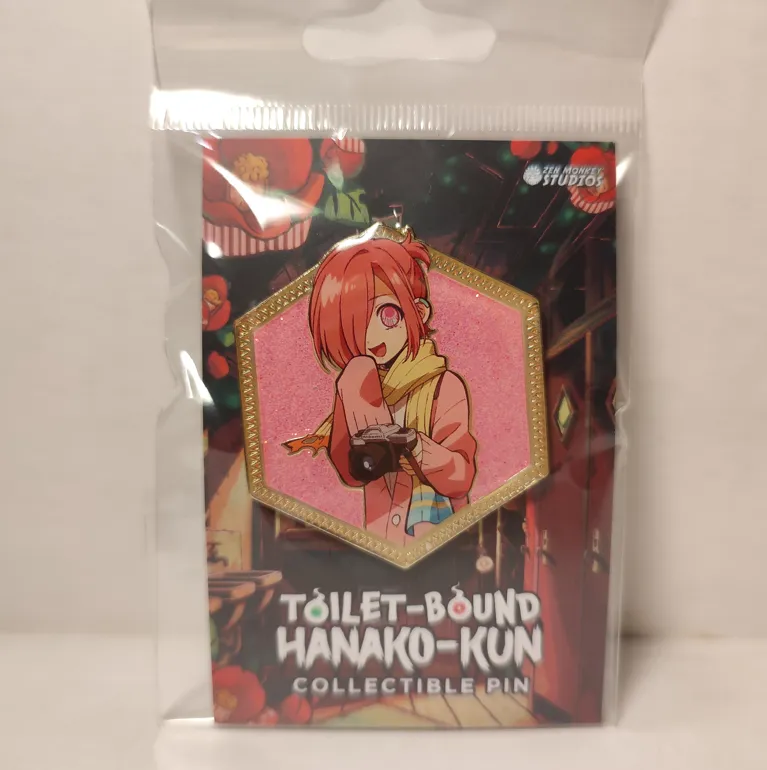 ZEN MONKEY
STUDIOS
TOILET-BOUND
HANAKO-KUN
COLLECTIBLE PIN